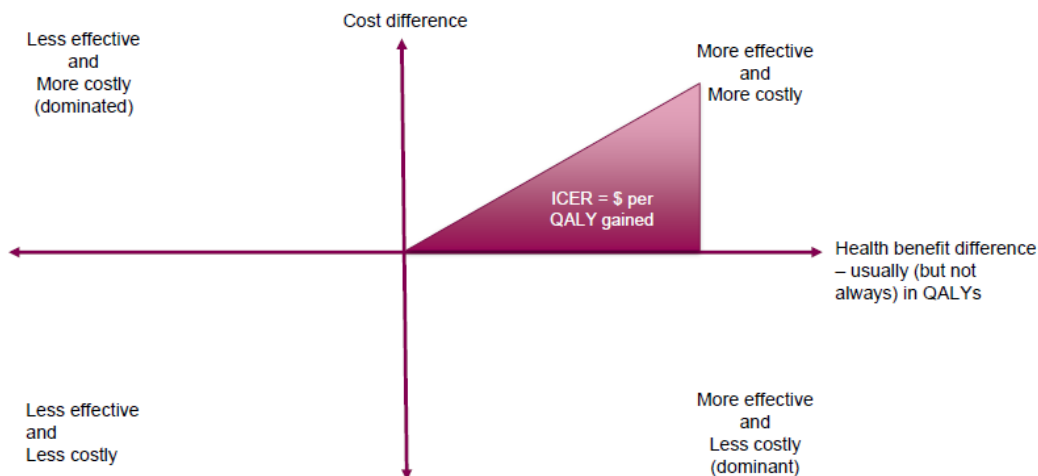 Cost difference
Less effective
and
More costly
(dominated)
More effective
and
More costly
ICER = $ per
QALY gained
Health benefit difference
– usually (but not
always) in QALYs
Less effective
and
Less costly
More effective
and
Less costly
(dominant)